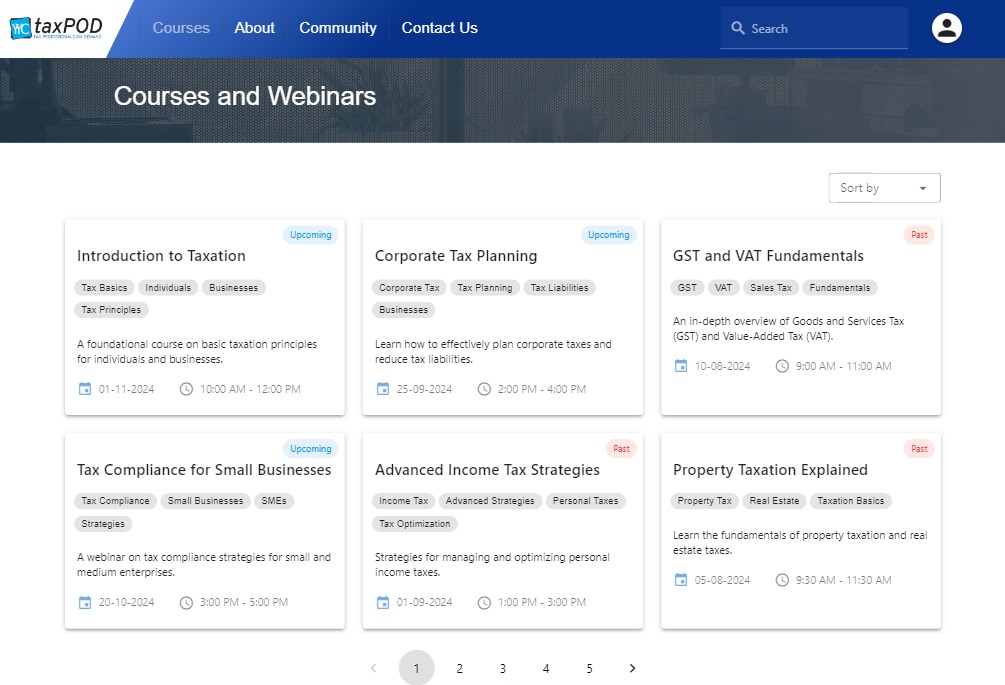 YYC taxPOD
TAX PROFESSIONALS ON DEMAND
Courses
About
Community
Contact Us
Search
Courses and Webinars
Sort by
Upcoming
Introduction to Taxation
Tax Basics Individuals Businesses
Tax Principles
A foundational course on basic taxation principles
for individuals and businesses.
01-11-2024 10:00 AM - 12:00 PM
Upcoming
Corporate Tax Planning
Corporate Tax Tax Planning Tax Liabilities
Businesses
Learn how to effectively plan corporate taxes and
reduce tax liabilities.
25-09-2024 2:00 PM - 4:00 PM
Past
GST and VAT Fundamentals
GST VAT Sales Tax Fundamentals
An in-depth overview of Goods and Services Tax
(GST) and Value-Added Tax (VAT).
10-08-2024 9:00 AM - 11:00 AM
Upcoming
Tax Compliance for Small Businesses
Tax Compliance Small Businesses SMEs
Strategies
A webinar on tax compliance strategies for small and
medium enterprises.
20-10-2024 3:00 PM - 5:00 PM
Past
Advanced Income Tax Strategies
Income Tax Advanced Strategies Personal Taxes
Tax Optimization
Strategies for managing and optimizing personal
income taxes.
01-09-2024 1:00 PM - 3:00 PM
Past
Property Taxation Explained
Property Tax Real Estate Taxation Basics
Learn the fundamentals of property taxation and real
estate taxes.
05-08-2024 9:30 AM - 11:30 AM
1 2 3 4 5